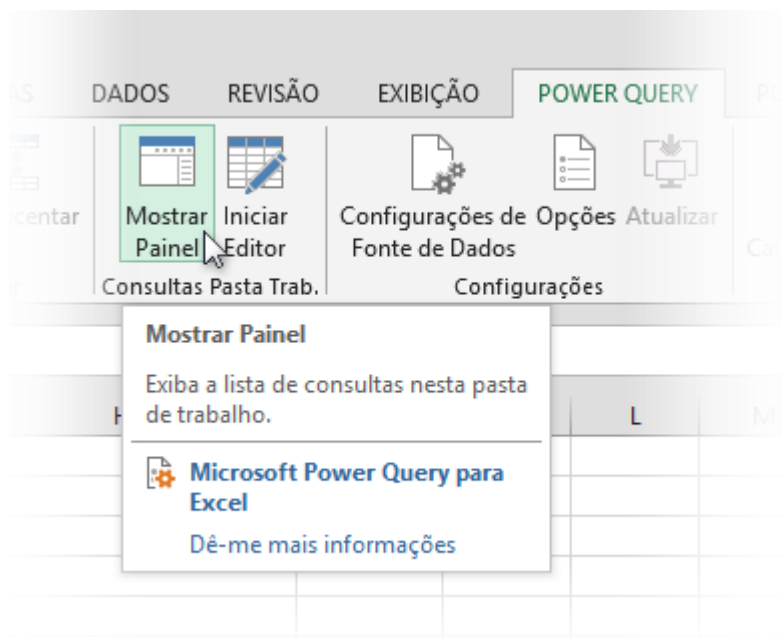 DADOS REVISÃO EXIBIÇÃO POWER QUERY
Mostrar Iniciar Configurações de Opções Atualizar
Painel Editor Fonte de Dados
Consultas Pasta Trab. Configurações
Mostrar Painel
Exiba a lista de consultas nesta pasta
de trabalho.
H L M
Microsoft Power Query para
Excel
Dê-me mais informações